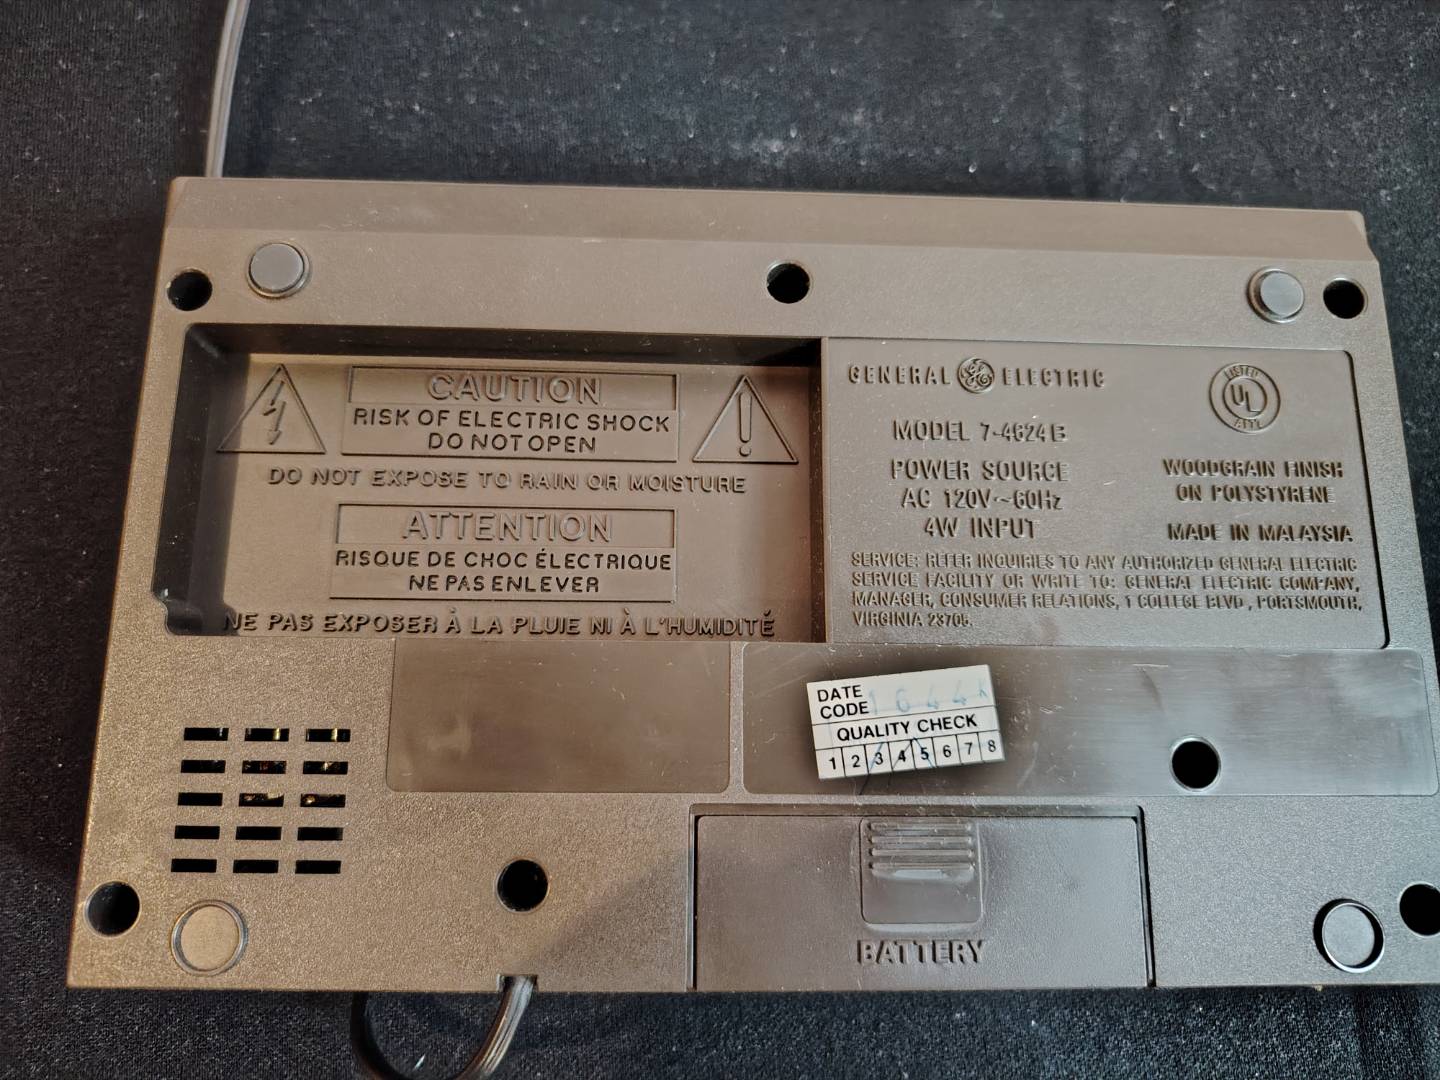 CAUTION
RISK OF ELECTRIC SHOCK
DO NOT OPEN
DO NOT EXPOSE TO RAIN OR MOISTURE
ATTENTION
RISQUE DE CHOC ÉLECTRIQUE
NE PAS ENLEVER
NE PAS EXPOSER À LA PLUIE NI À L'HUMIDITÉ
GENERAL GE ELECTRIC
MODEL 7-4624B
POWER SOURCE
AC 120V~60Hz
4W INPUT
LISTED
UL
WOODGRAIN FINISH
ON POLYSTYRENE
MADE IN MALAYSIA
SERVICE: REFER INQUIRIES TO ANY AUTHORIZED GENERAL ELECTRIC
SERVICE FACILITY OR WRITE TO: GENERAL ELECTRIC COMPANY,
MANAGER, CONSUMER RELATIONS, 1 COLLEGE BLVD., PORTSMOUTH,
VIRGINIA 23705.
DATE
CODE 1644K
QUALITY CHECK
1 2 3 4 5 6 7 8
BATTERY